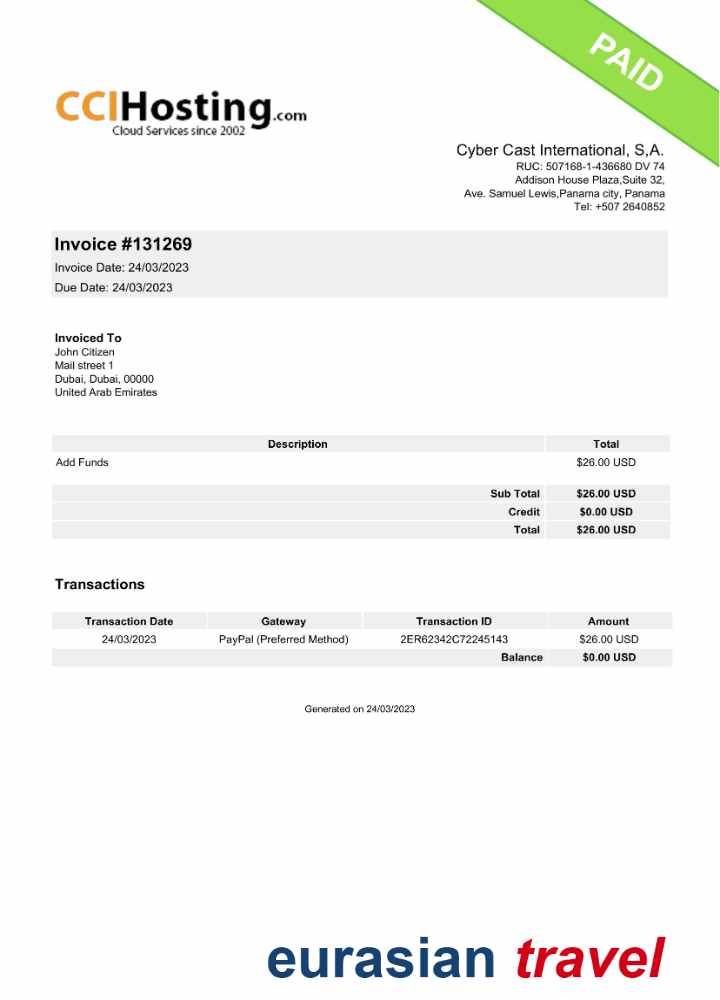 PAID
CCIHosting.com
Cloud Services since 2002
Cyber Cast International, S,A.
RUC: 507168-1-436680 DV 74
Addison House Plaza,Suite 32,
Ave. Samuel Lewis,Panama city, Panama
Tel: +507 2640852
Invoice #131269
Invoice Date: 24/03/2023
Due Date: 24/03/2023
Invoiced To
John Citizen
Mail street 1
Dubai, Dubai, 00000
United Arab Emirates
Description Total
Add Funds $26.00 USD
Sub Total $26.00 USD
Credit $0.00 USD
Total $26.00 USD
Transactions
Transaction Date Gateway Transaction ID Amount
24/03/2023 PayPal (Preferred Method) 2ER62342C72245143 $26.00 USD
Balance $0.00 USD
Generated on 24/03/2023
eurasian travel